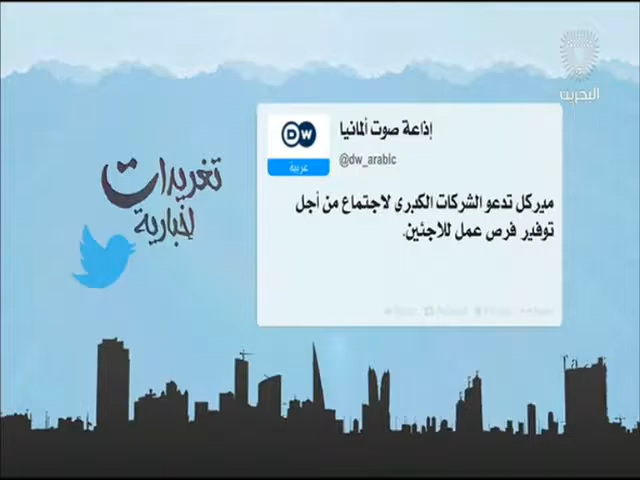 البحرين
إذاعة صوت ألمانيا
@dw_arabic
DW
عربية
تغريدات
إخبارية
ميركل تدعو الشركات الكبرى لاجتماع من أجل
توفير فرص عمل للاجئين.